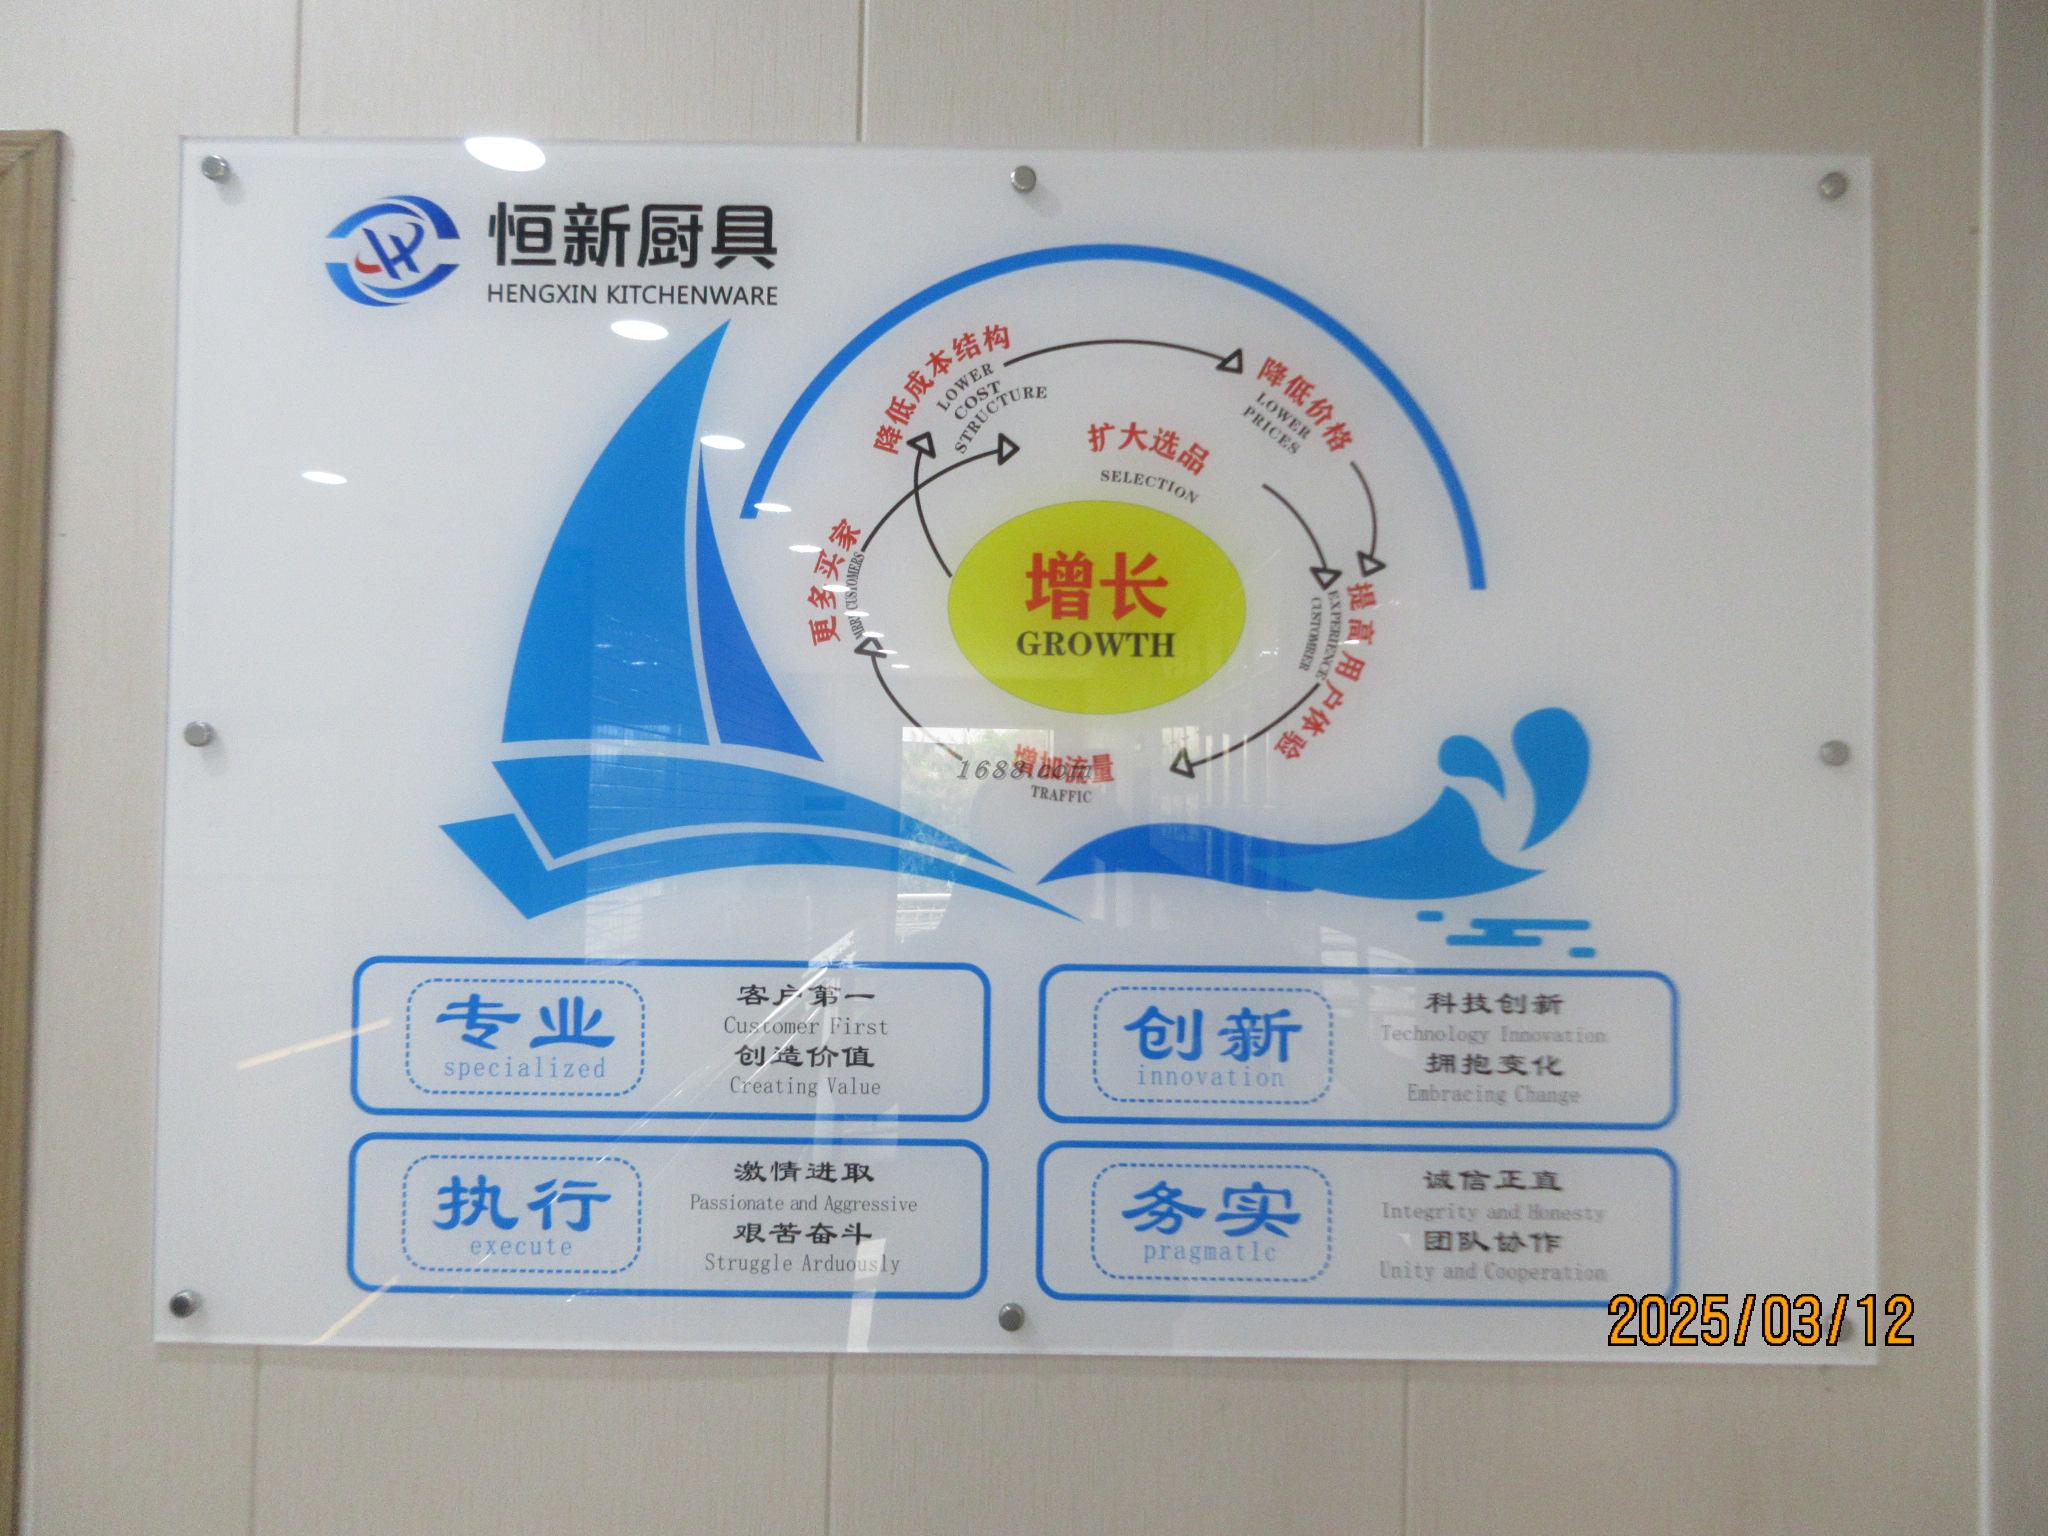 恒新厨具
HENGXIN KITCHENWARE
降低成本结构
LOWER
COST
STRUCTURE
降低价格
LOWER
PRICES
扩大选品
SELECTION
更多买家
CUSTOMERS
增长
GROWTH
提高用户体验
EXPERIENCE
CUSTOMBER
增加流量
1688.com
TRAFFIC
专业
specialized
客户第一
Customer First
创造价值
Creating Value
创新
innovation
科技创新
Technology Innovation
拥抱变化
Embracing Change
执行
execute
激情进取
Passionate and Aggressive
艰苦奋斗
Struggle Arduously
务实
pragmatic
诚信正直
Integrity and Honesty
团队协作
Unity and Cooperation
2025/03/12